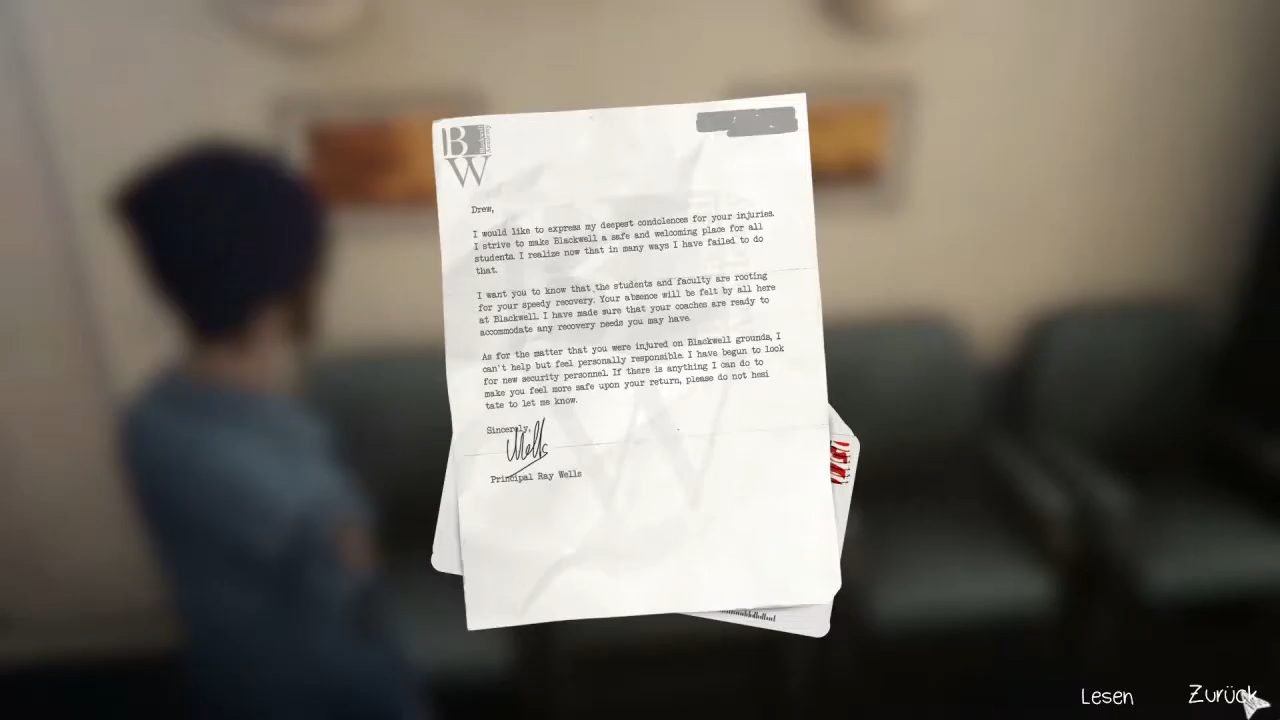 BW
Blackwell Academy
Drew,
I would like to express my deepest condolences for your injuries.
I strive to make Blackwell a safe and welcoming place for all
students. I realize now that in many ways I have failed to do
that.
I want you to know that the students and faculty are rooting
for your speedy recovery. Your absence will be felt by all here
at Blackwell. I have made sure that your coaches are ready to
accommodate any recovery needs you may have.
As for the matter that you were injured on Blackwell grounds, I
can't help but feel personally responsible. I have begun to look
for new security personnel. If there is anything I can do to
make you feel more safe upon your return, please do not hesi
tate to let me know.
Sincerely,
Wells
Principal Ray Wells
Lesen
Zurück